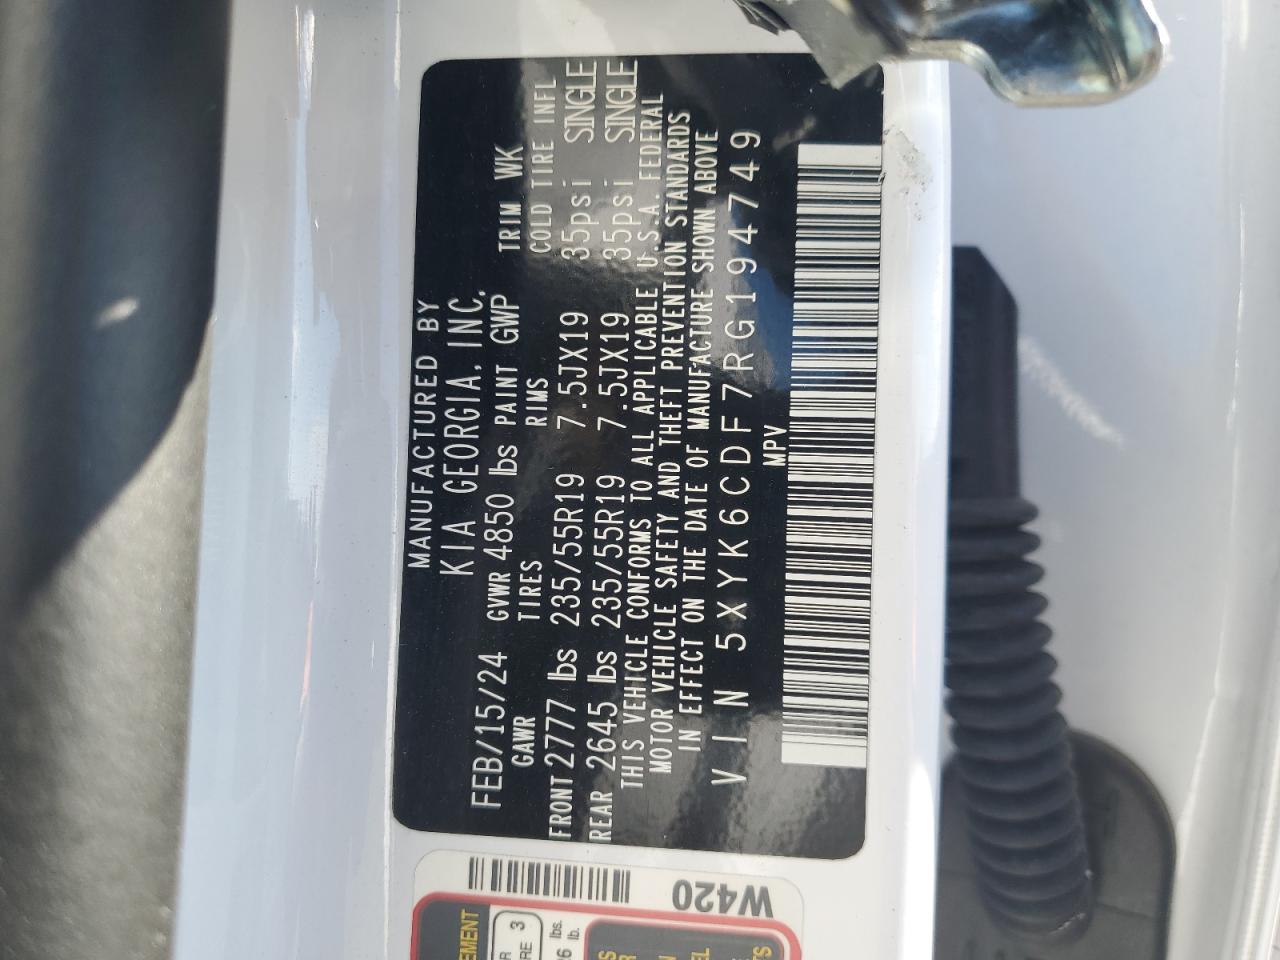 MANUFACTURED BY
KIA GEORGIA, INC.
FEB/15/24 GVWR 4850 lbs PAINT GWP TRIM WK
GAWR TIRES RIMS COLD TIRE INFL
FRONT 2777 lbs 235/55R19 7.5JX19 35psi SINGLE
REAR 2645 lbs 235/55R19 7.5JX19 35psi SINGLE
THIS VEHICLE CONFORMS TO ALL APPLICABLE U.S.A. FEDERAL
MOTOR VEHICLE SAFETY AND THEFT PREVENTION STANDARDS
IN EFFECT ON THE DATE OF MANUFACTURE SHOWN ABOVE
VIN 5XYK6CDF7RG194749
MPV
W420
3
lbs.
lb.